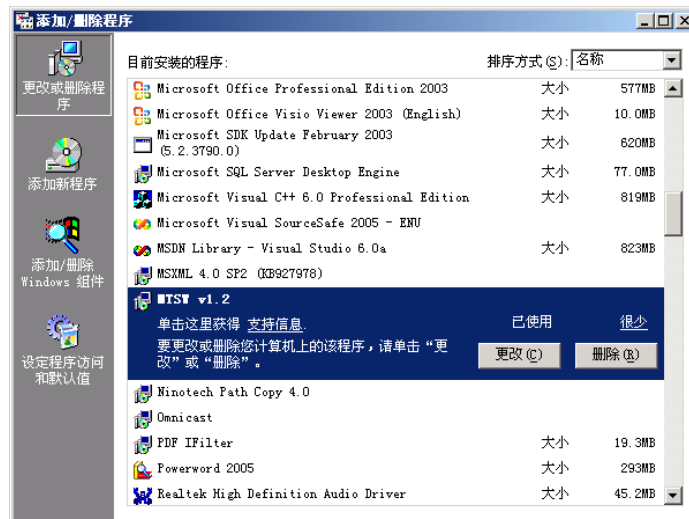 添加/删除程序
更改或删除程
序
添加新程序
添加/删除
Windows 组件
设定程序访问
和默认值
目前安装的程序:
排序方式(S): 名称
Microsoft Office Professional Edition 2003 大小 577MB
Microsoft Office Visio Viewer 2003 (English) 大小 10.0MB
Microsoft SDK Update February 2003
(5.2.3790.0) 大小 620MB
Microsoft SQL Server Desktop Engine 大小 77.0MB
Microsoft Visual C++ 6.0 Professional Edition 大小 819MB
Microsoft Visual SourceSafe 2005 - ENU
MSDN Library - Visual Studio 6.0a 大小 823MB
MSXML 4.0 SP2 (KB927978)
MTST v1.2
单击这里获得 支持信息. 已使用 很少
要更改或删除您计算机上的该程序，请单击“更
改”或“删除”。
更改(C) 删除(R)
Ninotech Path Copy 4.0
Omnicast
PDF IFilter 大小 19.3MB
Powerword 2005 大小 293MB
Realtek High Definition Audio Driver 大小 45.2MB